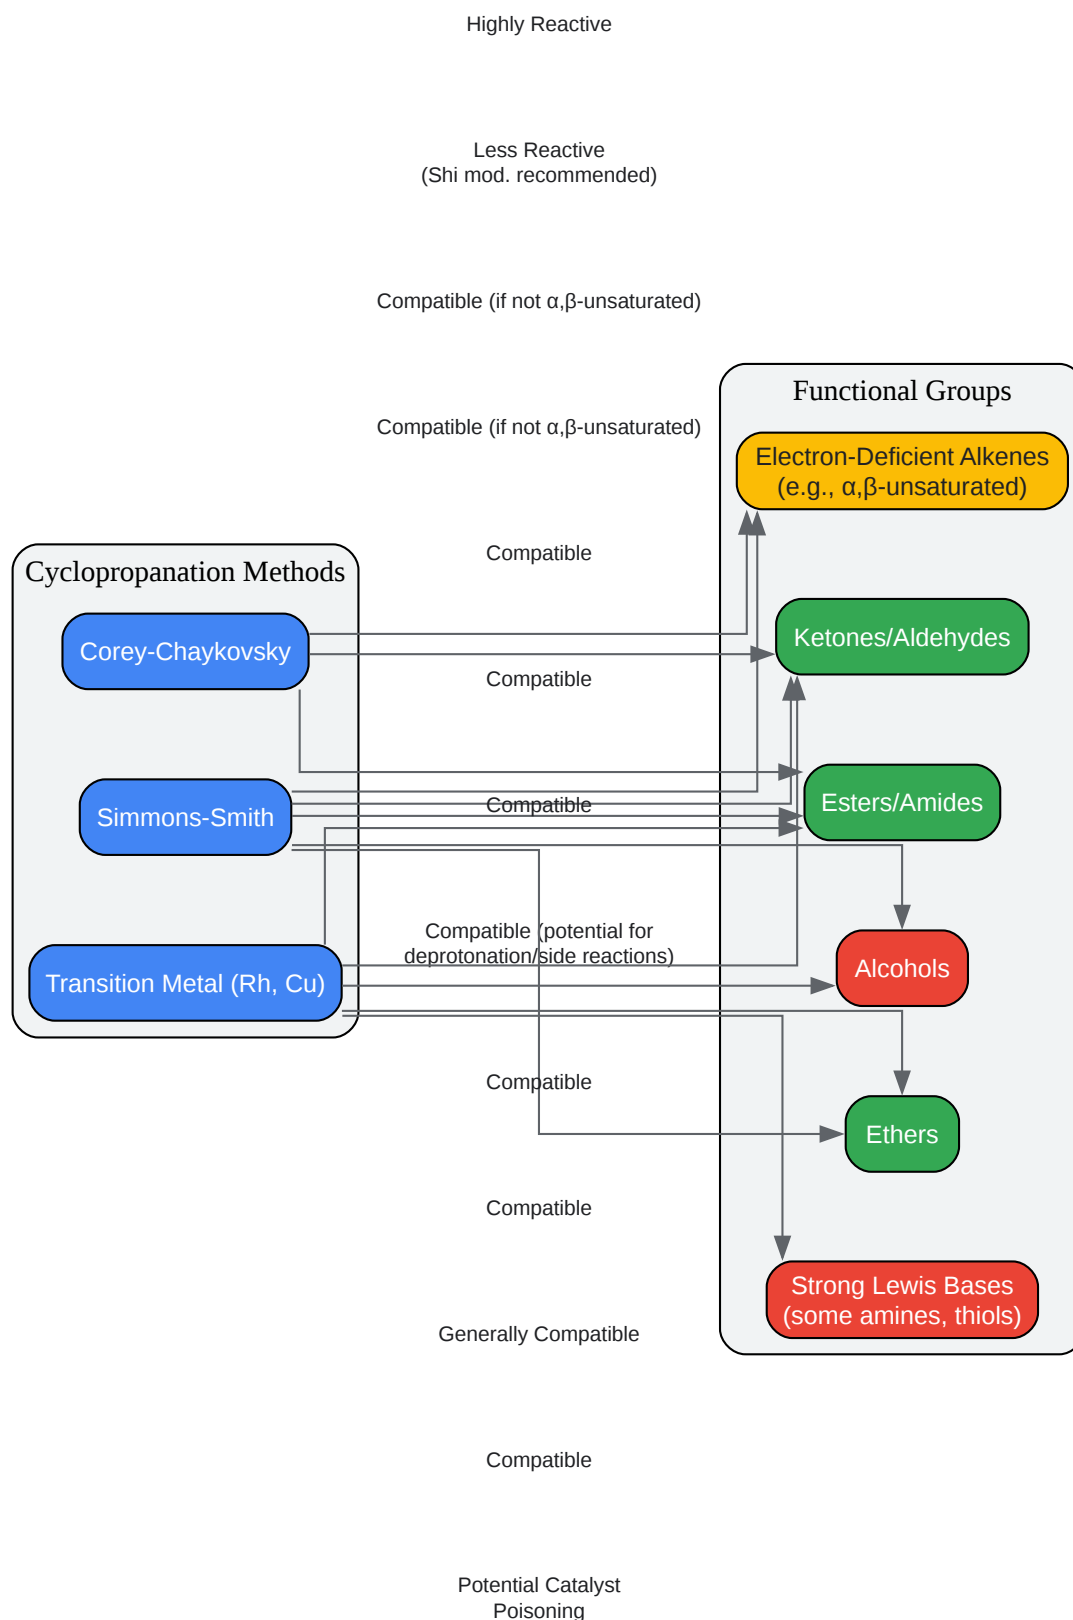 Highly Reactive
Less Reactive
(Shi mod. recommended)
Compatible (if not α,β-unsaturated)
Functional Groups
Compatible (if not α,β-unsaturated)
Electron-Deficient Alkenes
(e.g., α,β-unsaturated)
Compatible
Cyclopropanation Methods
Ketones/Aldehydes
Corey-Chaykovsky
Compatible
Esters/Amides
Compatible
Simmons-Smith
Compatible (potential for
deprotonation/side reactions)
Alcohols
Transition Metal (Rh, Cu)
Compatible
Ethers
Compatible
Strong Lewis Bases
(some amines, thiols)
Generally Compatible
Compatible
Potential Catalyst
Poisoning